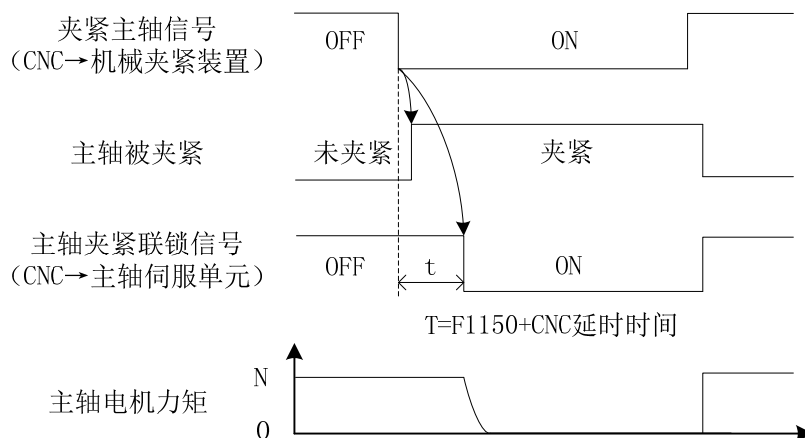 夹紧主轴信号
(CNC→机械夹紧装置)
OFF
ON
主轴被夹紧
未夹紧
夹紧
主轴夹紧联锁信号
(CNC→主轴伺服单元)
OFF
t
ON
T=F1150+CNC延时时间
主轴电机力矩
N
0